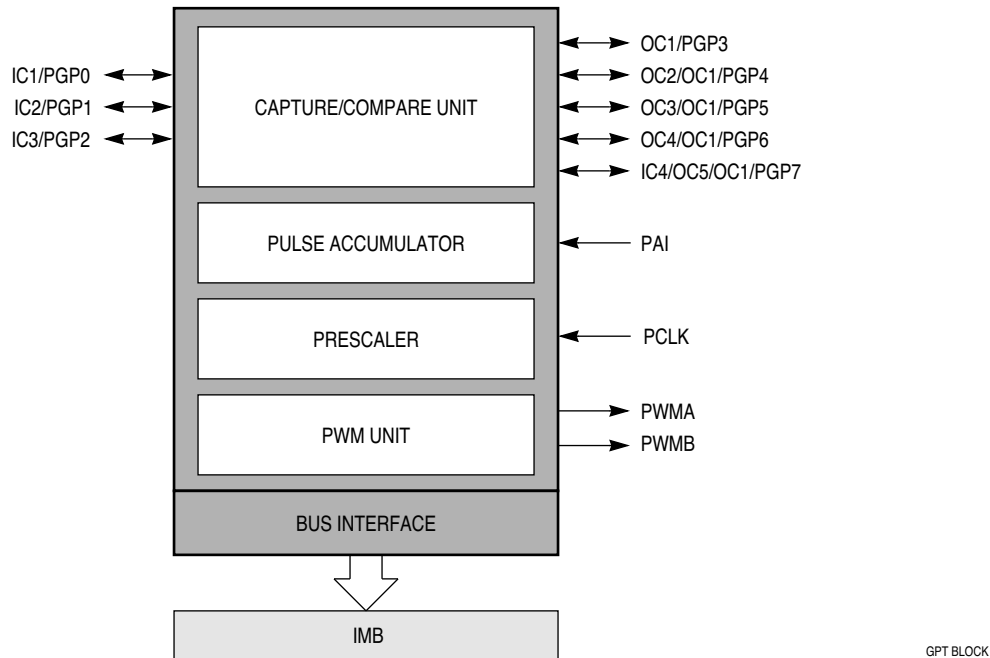 OC1/PGP3
IC1/PGP0
OC2/OC1/PGP4
IC2/PGP1
CAPTURE/COMPARE UNIT
OC3/OC1/PGP5
IC3/PGP2
OC4/OC1/PGP6
IC4/OC5/OC1/PGP7
PULSE ACCUMULATOR
PAI
PRESCALER
PCLK
PWM UNIT
PWMA
PWMB
BUS INTERFACE
IMB
GPT BLOCK